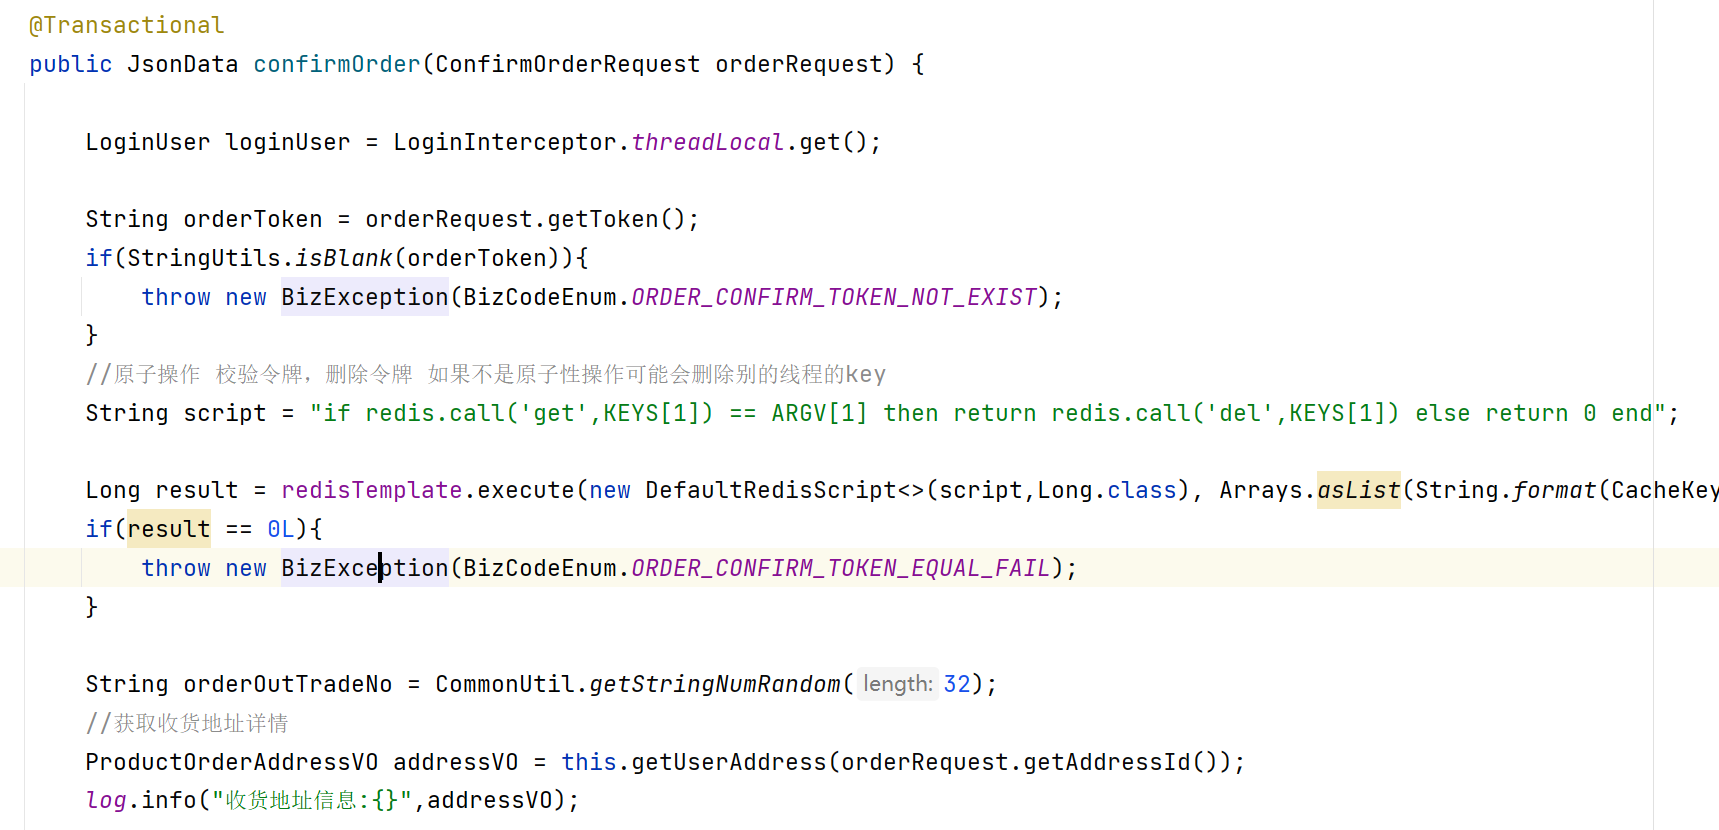 @Transactional
public JsonData confirmOrder(ConfirmOrderRequest orderRequest) {
LoginUser loginUser = LoginInterceptor.threadLocal.get();
String orderToken = orderRequest.getToken();
if(StringUtils.isBlank(orderToken)){
throw new BizException(BizCodeEnum.ORDER_CONFIRM_TOKEN_NOT_EXIST);
}
//原子操作 校验令牌，删除令牌 如果不是原子性操作可能会删除别的线程的key
String script = "if redis.call('get',KEYS[1]) == ARGV[1] then return redis.call('del',KEYS[1]) else return 0 end";
Long result = redisTemplate.execute(new DefaultRedisScript<>(script,Long.class), Arrays.asList(String.format(CacheKey
if(result == 0L){
throw new BizException(BizCodeEnum.ORDER_CONFIRM_TOKEN_EQUAL_FAIL);
}
String orderOutTradeNo = CommonUtil.getStringNumRandom( length: 32);
//获取收货地址详情
ProductOrderAddressVO addressVO = this.getUserAddress(orderRequest.getAddressId());
log.info("收货地址信息:{}",addressVO);